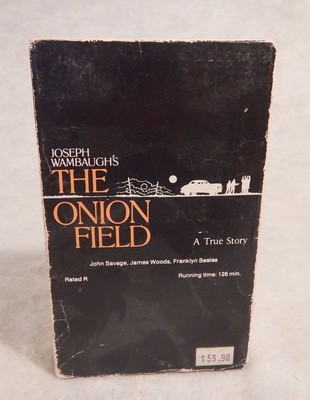 JOSEPH
WAMBAUGH'S
THE
ONION
FIELD
A True Story
John Savage, James Woods, Franklyn Seales
Rated R
Running time: 126 min.
$59.98